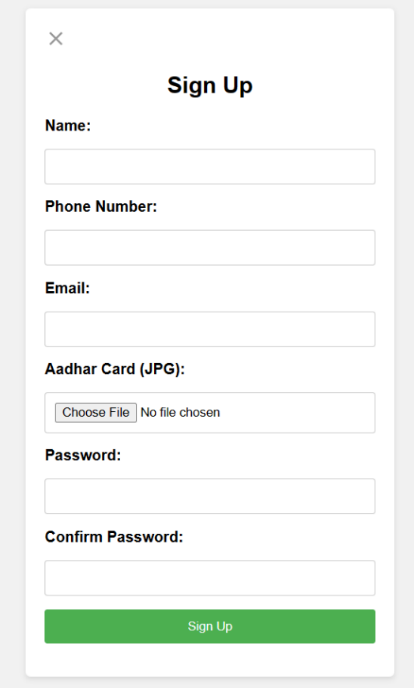 Sign Up
Name:
Phone Number:
Email:
Aadhar Card (JPG):
Choose File No file chosen
Password:
Confirm Password:
Sign Up